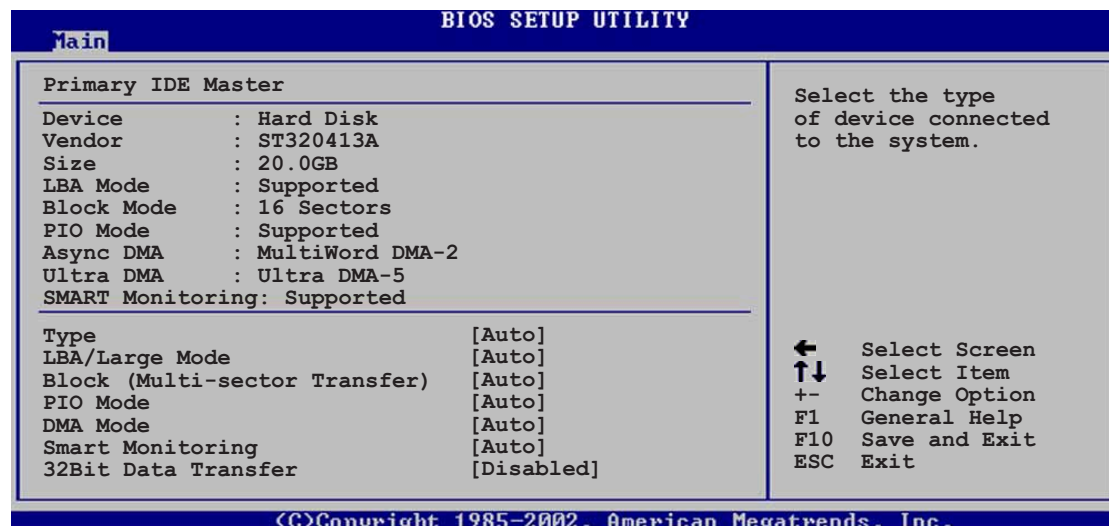 BIOS SETUP UTILITY
Main
Primary IDE Master
Device : Hard Disk
Vendor : ST320413A
Size : 20.0GB
LBA Mode : Supported
Block Mode : 16 Sectors
PIO Mode : Supported
Async DMA : MultiWord DMA-2
Ultra DMA : Ultra DMA-5
SMART Monitoring: Supported
Type [Auto]
LBA/Large Mode [Auto]
Block (Multi-sector Transfer) [Auto]
PIO Mode [Auto]
DMA Mode [Auto]
Smart Monitoring [Auto]
32Bit Data Transfer [Disabled]
Select the type
of device connected
to the system.
← Select Screen
↑↓ Select Item
+- Change Option
F1 General Help
F10 Save and Exit
ESC Exit
(C)Copyright 1985-2002, American Megatrends, Inc.